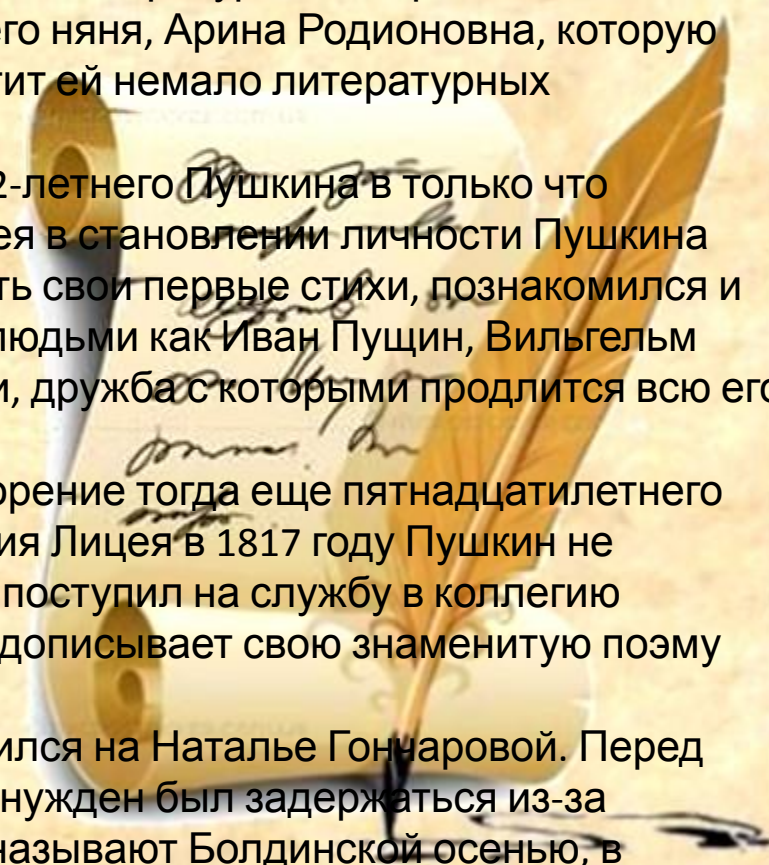 его няня, Арина Родионовна, которую
тит ей немало литературных
2-летнего Пушкина в только что
ея в становлении личности Пушкина
ть свои первые стихи, познакомился и
людьми как Иван Пущин, Вильгельм
и, дружба с которыми продлится всю его
орение тогда еще пятнадцатилетнего
ия Лицея в 1817 году Пушкин не
поступил на службу в коллегию
дописывает свою знаменитую поэму
ился на Наталье Гончаровой. Перед
нужден был задержаться из-за
называют Болдинской осенью, в